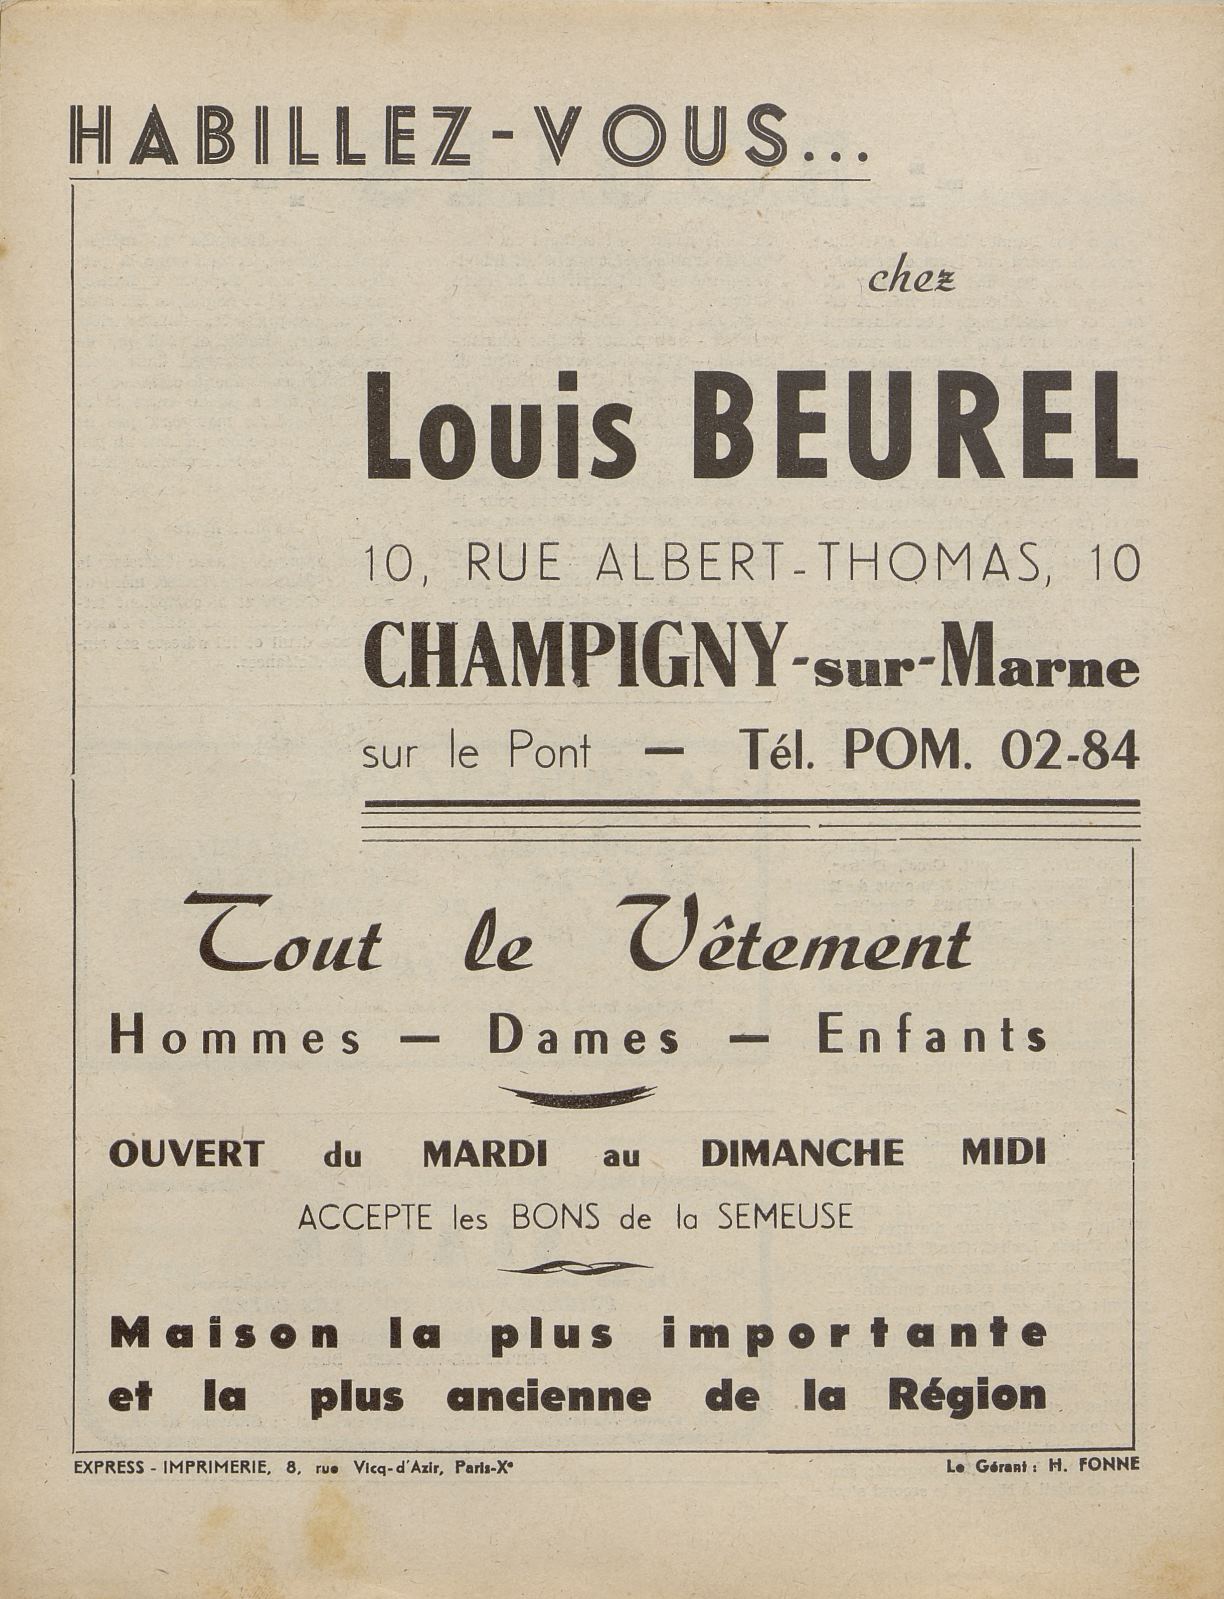 HABILLEZ-VOUS...
chez
Louis BEUREL
10, RUE ALBERT-THOMAS, 10
CHAMPIGNY-sur-Marne
sur le Pont — Tél. POM. 02-84
Tout le Vêtement
Hommes — Dames — Enfants
OUVERT du MARDI au DIMANCHE MIDI
ACCEPTE les BONS de la SEMEUSE
Maison la plus importante
et la plus ancienne de la Région
EXPRESS - IMPRIMERIE, 8, rue Vicq-d'Azir, Paris-Xᵉ
Le Gérant : H. FONNE